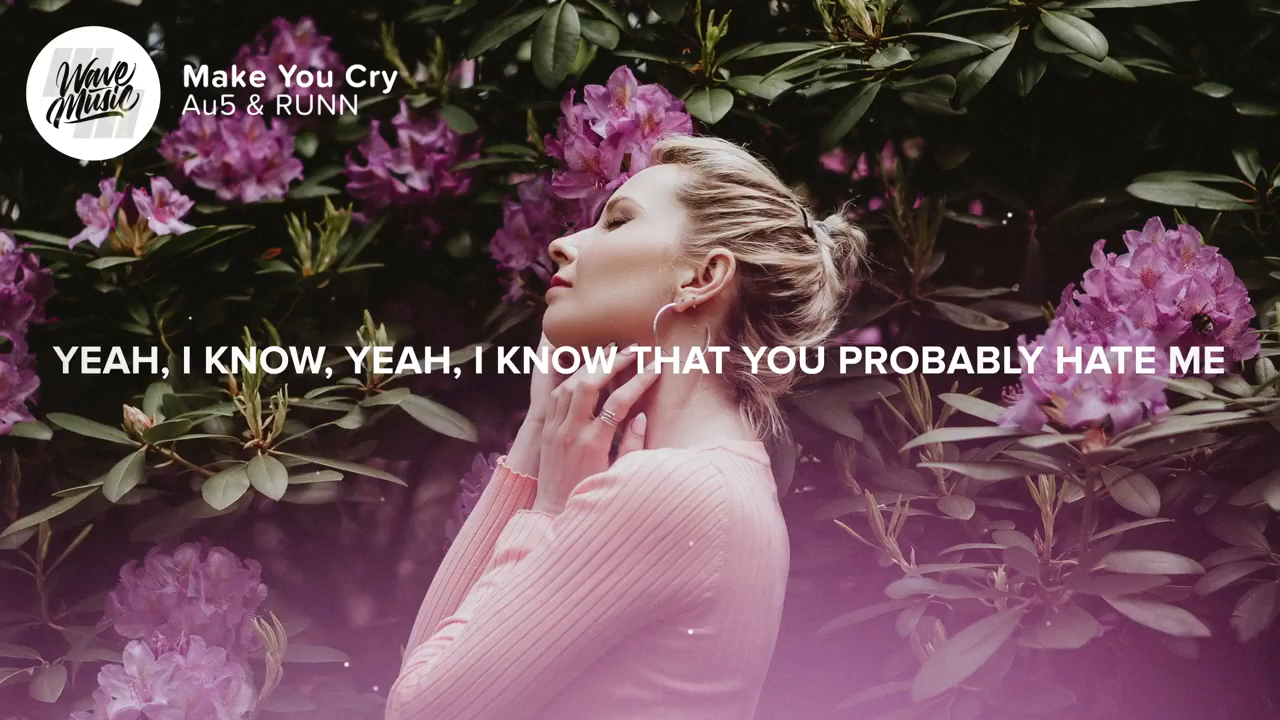 Wave
Music
Make You Cry
Au5 & RUNN
YEAH, I KNOW, YEAH, I KNOW THAT YOU PROBABLY HATE ME